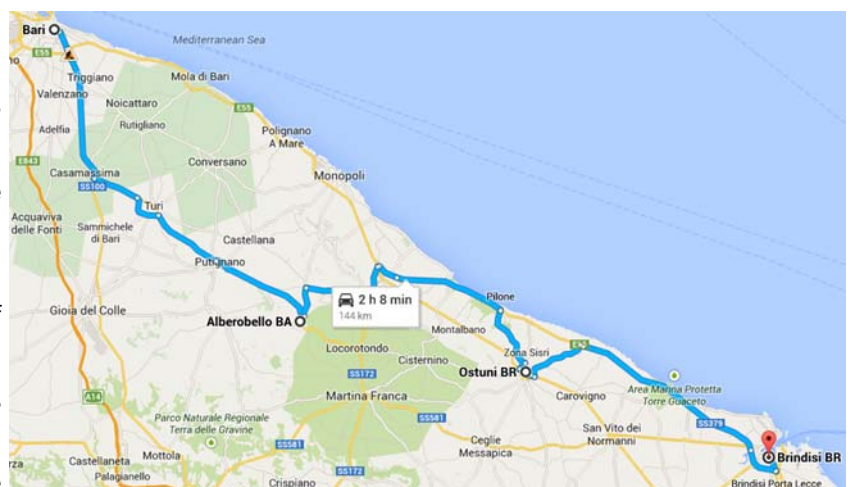 Bari
Mediterranean Sea
E55
Triggiano
Mola di Bari
Valenzano
Noicattaro
E55
Adelfia
Rutigliano
Polignano
A Mare
E843
Conversano
Casamassima
Monopoli
SS100
Turi
Acquaviva
delle Fonti
Sammichele
di Bari
Castellana
Putignano
2 h 8 min
144 km
Pilone
Gioia del Colle
Alberobello BA
Montalbano
Locorotondo
Zona Sisri
Cisternino
Ostuni BR
SS172
Area Marina Protetta
Torre Guaceto
A14
Martina Franca
Carovigno
Parco Naturale Regionale
Terra delle Gravine
SS581
SS379
San Vito dei
Normanni
SS581
Ceglie
Messapica
Mottola
Castellaneta
SS172
Brindisi BR
Palagianello
Crispiano
Brindisi Porta Lecce